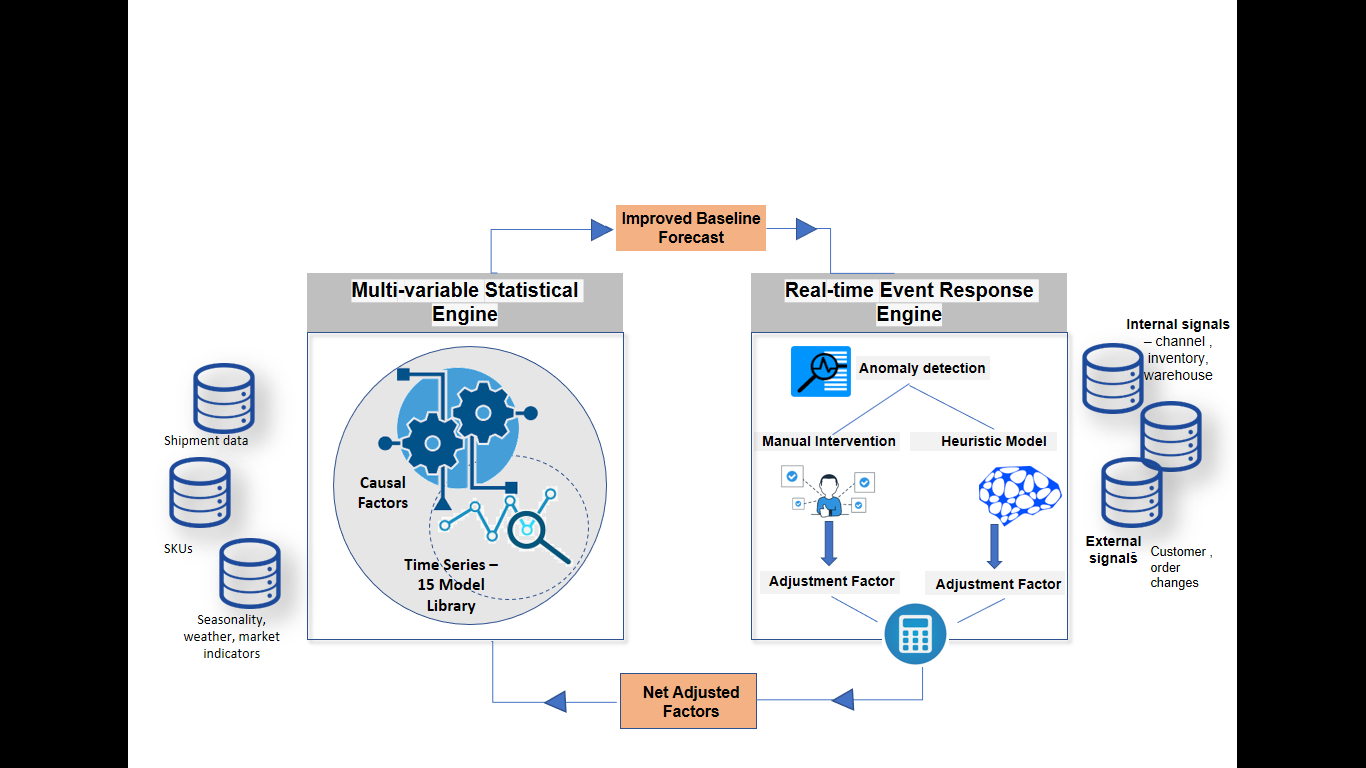 Improved Baseline
Forecast
Multi-variable Statistical
Engine
Real-time Event Response
Engine
Shipment data
SKUs
Seasonality,
weather, market
indicators
Causal
Factors
Time Series –
15 Model
Library
Anomaly detection
Manual Intervention
Heuristic Model
Adjustment Factor
Adjustment Factor
Internal signals
– channel ,
inventory,
warehouse
External
signals
Customer ,
order
changes
Net Adjusted
Factors